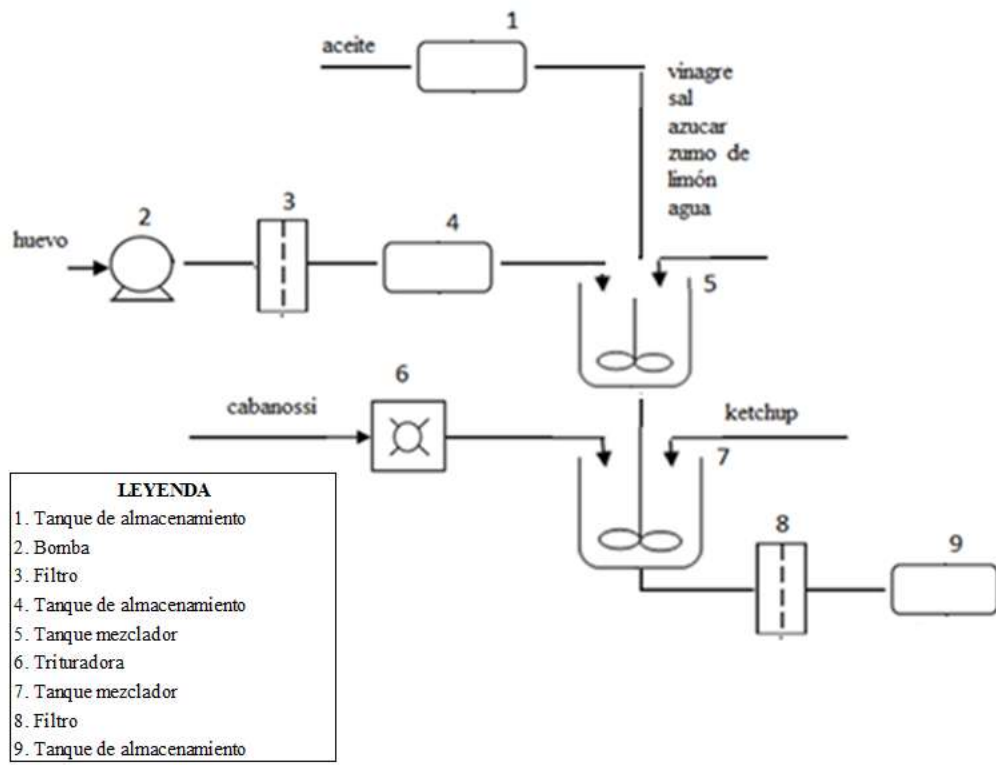 1
aceite
vinagre
sal
azucar
zumo de
limón
agua
2
3
4
huevo
5
6
cabanossi
ketchup
7
8
9
LEYENDA
1. Tanque de almacenamiento
2. Bomba
3. Filtro
4. Tanque de almacenamiento
5. Tanque mezclador
6. Trituradora
7. Tanque mezclador
8. Filtro
9. Tanque de almacenamiento